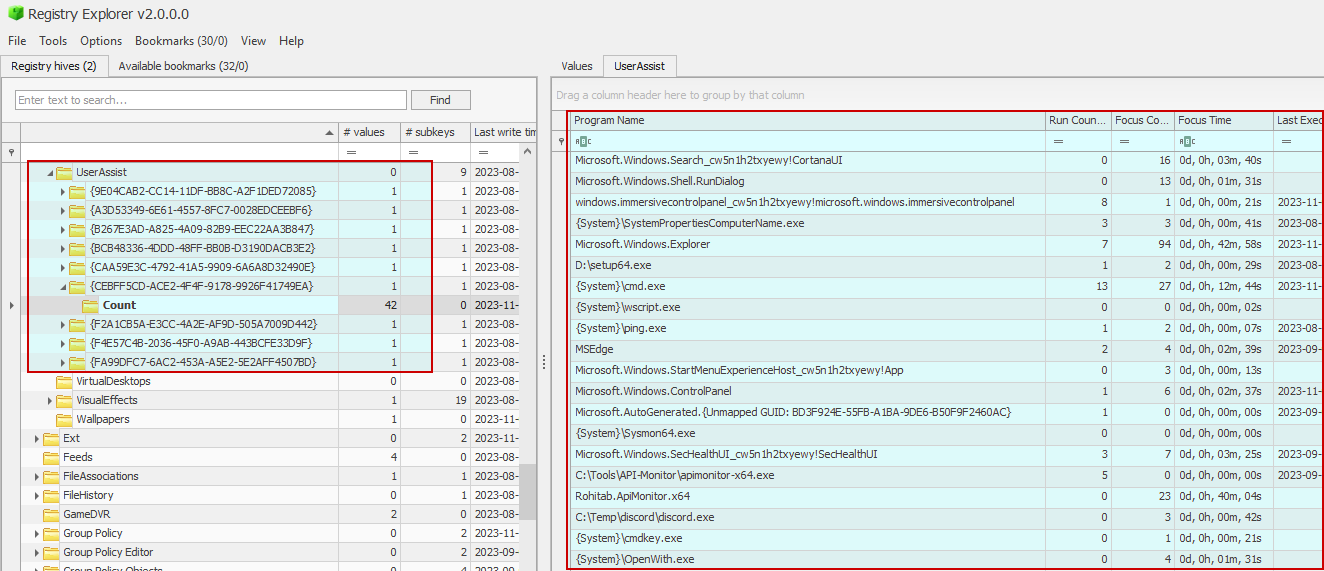 Registry Explorer v2.0.0.0
File Tools Options Bookmarks (30/0) View Help
Registry hives (2) Available bookmarks (32/0)
Enter text to search... Find
# values # subkeys Last write tim
= = =
UserAssist 0 9 2023-08-
{9E04CAB2-CC14-11DF-BB8C-A2F1DED72085} 1 1 2023-08-
{A3D53349-6E61-4557-8FC7-0028EDCEEBF6} 1 1 2023-08-
{B267E3AD-A825-4A09-82B9-EEC22AA3B847} 1 1 2023-08-
{BCB48336-4DDD-48FF-BB0B-D3190DACB3E2} 1 1 2023-08-
{CAA59E3C-4792-41A5-9909-6A6A8D32490E} 1 1 2023-08-
{CEBFF5CD-ACE2-4F4F-9178-9926F41749EA} 1 1 2023-08-
Count 42 0 2023-11-
{F2A1CB5A-E3CC-4A2E-AF9D-505A7009D442} 1 1 2023-08-
{F4E57C4B-2036-45F0-A9AB-443BCFE33D9F} 1 1 2023-08-
{FA99DFC7-6AC2-453A-A5E2-5E2AFF4507BD} 1 1 2023-08-
VirtualDesktops 0 0 2023-08-
VisualEffects 1 19 2023-08-
Wallpapers 1 0 2023-11-
Ext 0 2 2023-11-
Feeds 4 0 2023-08-
FileAssociations 1 1 2023-08-
FileHistory 0 1 2023-08-
GameDVR 2 0 2023-08-
Group Policy 0 2 2023-11-
Group Policy Editor 0 2 2023-09-
Group Policy Objects 0 4 2023-09-
Values UserAssist
Drag a column header here to group by that column
Program Name Run Coun... Focus Co... Focus Time Last Exec
ABC = = ABC =
Microsoft.Windows.Search_cw5n1h2txyewy!CortanaUI 0 16 0d, 0h, 03m, 40s
Microsoft.Windows.Shell.RunDialog 0 13 0d, 0h, 01m, 31s
windows.immersivecontrolpanel_cw5n1h2txyewy!microsoft.windows.immersivecontrolpanel 8 1 0d, 0h, 00m, 21s 2023-11-
{System}\SystemPropertiesComputerName.exe 3 3 0d, 0h, 00m, 41s 2023-08-
Microsoft.Windows.Explorer 7 94 0d, 0h, 42m, 58s 2023-11-
D:\setup64.exe 1 2 0d, 0h, 00m, 29s 2023-08-
{System}\cmd.exe 13 27 0d, 0h, 12m, 44s 2023-11-
{System}\wscript.exe 0 0 0d, 0h, 00m, 02s
{System}\ping.exe 1 2 0d, 0h, 00m, 07s 2023-08-
MSEdge 2 4 0d, 0h, 02m, 39s 2023-09-
Microsoft.Windows.StartMenuExperienceHost_cw5n1h2txyewy!App 0 3 0d, 0h, 00m, 13s
Microsoft.Windows.ControlPanel 1 6 0d, 0h, 02m, 37s 2023-11-
Microsoft.AutoGenerated.{Unmapped GUID: BD3F924E-55FB-A1BA-9DE6-B50F9F2460AC} 1 0 0d, 0h, 00m, 00s 2023-09-
{System}\Sysmon64.exe 0 0 0d, 0h, 00m, 00s
Microsoft.Windows.SecHealthUI_cw5n1h2txyewy!SecHealthUI 3 7 0d, 0h, 03m, 25s 2023-09-
C:\Tools\API-Monitor\apimonitor-x64.exe 5 0 0d, 0h, 00m, 00s 2023-09-
Rohitab.ApiMonitor.x64 0 23 0d, 0h, 40m, 04s
C:\Temp\discord\discord.exe 0 3 0d, 0h, 00m, 42s
{System}\cmdkey.exe 0 1 0d, 0h, 00m, 21s
{System}\OpenWith.exe 0 4 0d, 0h, 01m, 31s